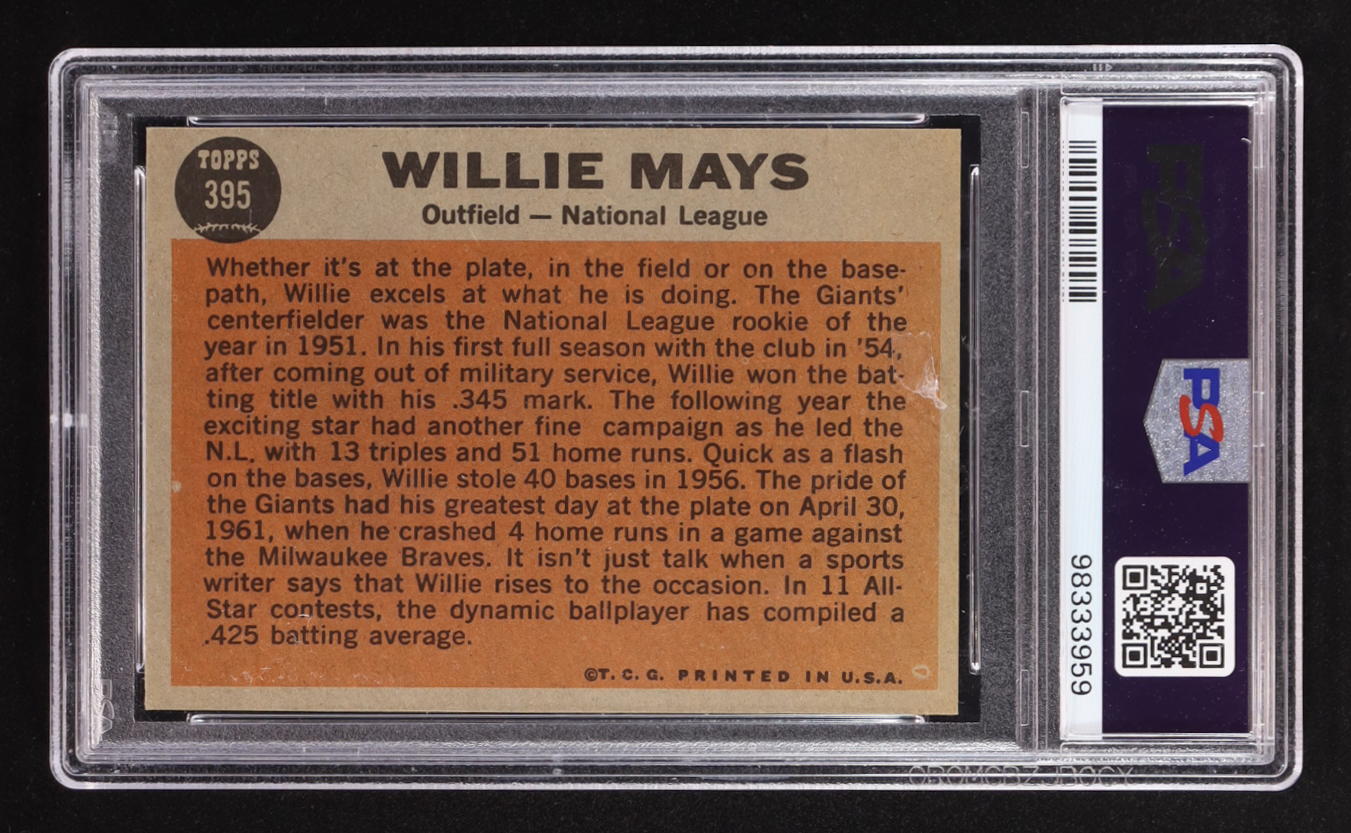 TOPPS
395
WILLIE MAYS
Outfield — National League
Whether it's at the plate, in the field or on the base-
path, Willie excels at what he is doing. The Giants'
centerfielder was the National League rookie of the
year in 1951. In his first full season with the club in '54,
after coming out of military service, Willie won the bat-
ting title with his .345 mark. The following year the
exciting star had another fine campaign as he led the
N.L. with 13 triples and 51 home runs. Quick as a flash
on the bases, Willie stole 40 bases in 1956. The pride of
the Giants had his greatest day at the plate on April 30,
1961, when he crashed 4 home runs in a game against
the Milwaukee Braves. It isn't just talk when a sports
writer says that Willie rises to the occasion. In 11 All-
Star contests, the dynamic ballplayer has compiled a
.425 batting average.
©T. C. G. PRINTED IN U.S.A.
PSA
PSA
98333959